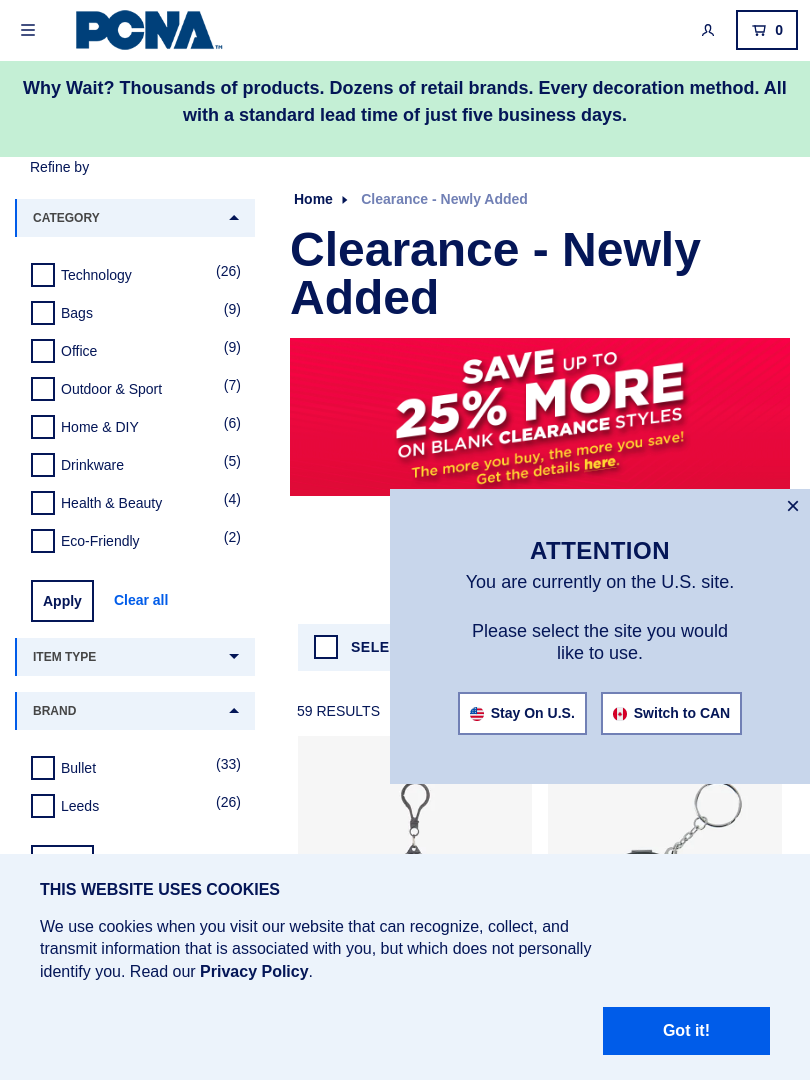 PCNA™
0
Why Wait? Thousands of products. Dozens of retail brands. Every decoration method. All
with a standard lead time of just five business days.
Refine by
CATEGORY
Technology (26)
Bags (9)
Office (9)
Outdoor & Sport (7)
Home & DIY (6)
Drinkware (5)
Health & Beauty (4)
Eco-Friendly (2)
Apply Clear all
ITEM TYPE
BRAND
Bullet (33)
Leeds (26)
Home Clearance - Newly Added
Clearance - Newly
Added
SAVE UP TO
25% MORE
ON BLANK CLEARANCE STYLES
The more you buy, the more you save!
Get the details here.
SELE
59 RESULTS
ATTENTION
You are currently on the U.S. site.
Please select the site you would
like to use.
Stay On U.S. Switch to CAN
THIS WEBSITE USES COOKIES
We use cookies when you visit our website that can recognize, collect, and
transmit information that is associated with you, but which does not personally
identify you. Read our Privacy Policy.
Got it!